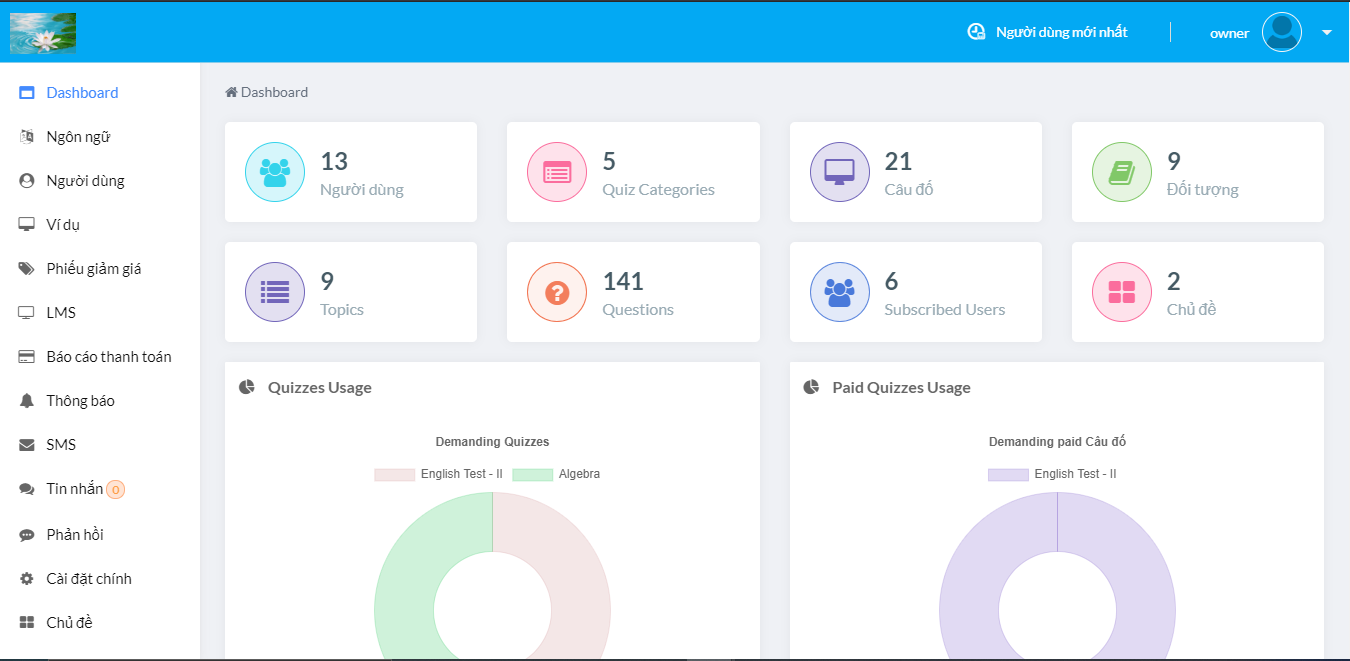 Người dùng mới nhất
owner
Dashboard
Ngôn ngữ
Người dùng
Ví dụ
Phiếu giảm giá
LMS
Báo cáo thanh toán
Thông báo
SMS
Tin nhắn 0
Phản hồi
Cài đặt chính
Chủ đề
Dashboard
13
Người dùng
5
Quiz Categories
21
Câu đố
9
Đối tượng
9
Topics
141
Questions
6
Subscribed Users
2
Chủ đề
Quizzes Usage
Demanding Quizzes
English Test - II
Algebra
Paid Quizzes Usage
Demanding paid Câu đố
English Test - II